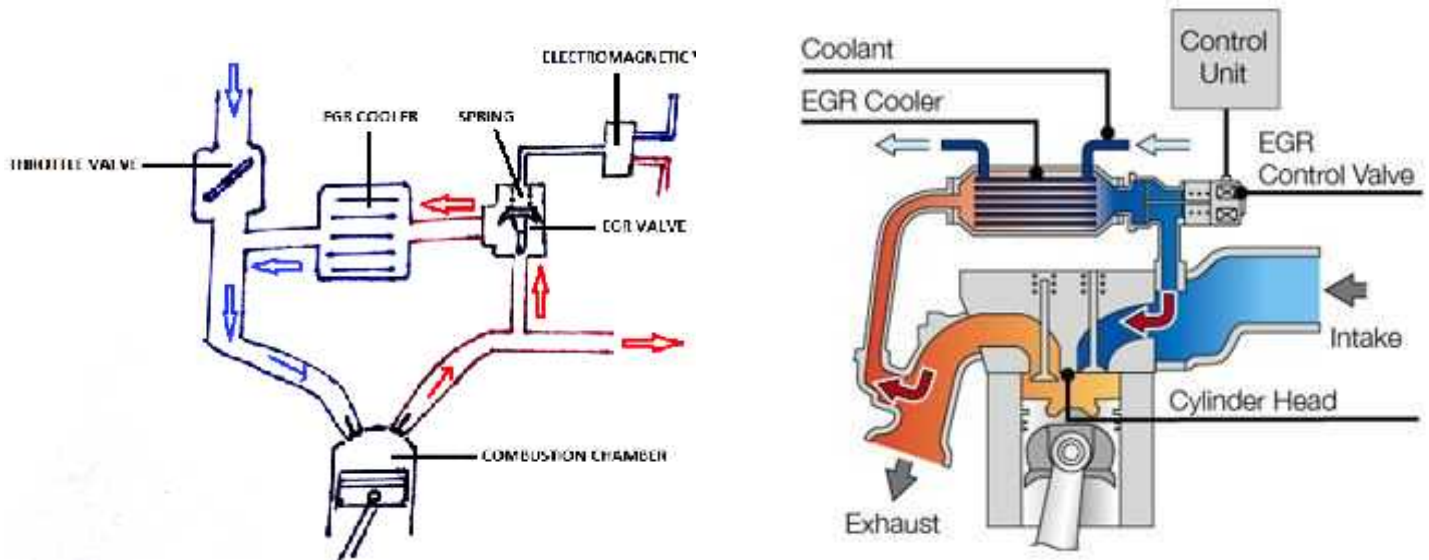 ELECTROMAGNETIC
EGR COOLER
SPRING
THROTTLE VALVE
EGR VALVE
COMBUSTION CHAMBER
Coolant
EGR Cooler
Control
Unit
EGR
Control Valve
Intake
Cylinder Head
Exhaust